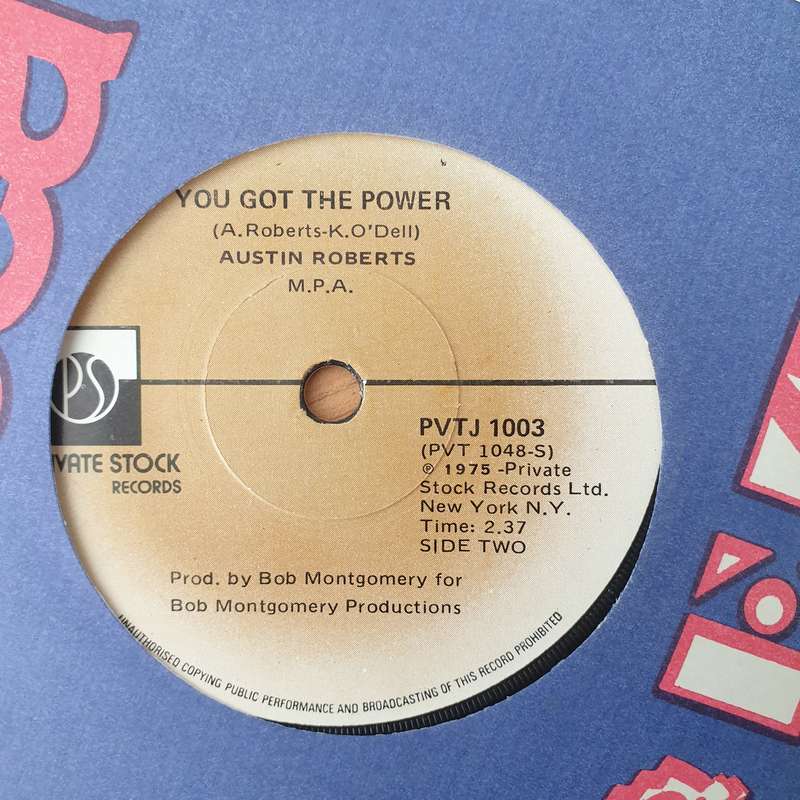 YOU GOT THE POWER
(A.Roberts-K.O'Dell)
AUSTIN ROBERTS
M.P.A.
PS
IVATE STOCK
RECORDS
PVTJ 1003
(PVT 1048-S)
℗ 1975 -Private
Stock Records Ltd.
New York N.Y.
Time: 2.37
SIDE TWO
Prod. by Bob Montgomery for
Bob Montgomery Productions
UNAUTHORISED COPYING PUBLIC PERFORMANCE AND BROADCASTING OF THIS RECORD PROHIBITED